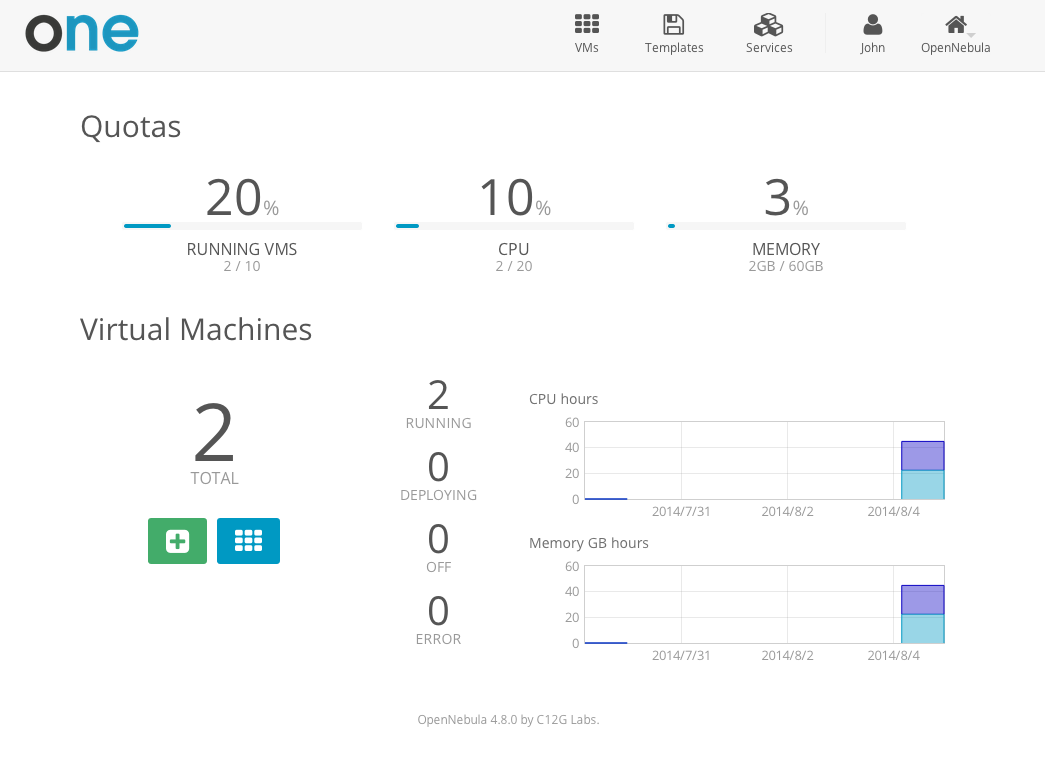 one
VMs
Templates
Services
John
OpenNebula
Quotas
20%
RUNNING VMS
2 / 10
10%
CPU
2 / 20
3%
MEMORY
2GB / 60GB
Virtual Machines
2
TOTAL
2
RUNNING
0
DEPLOYING
0
OFF
0
ERROR
CPU hours
60
40
20
0
2014/7/31 2014/8/2 2014/8/4
Memory GB hours
60
40
20
0
2014/7/31 2014/8/2 2014/8/4
OpenNebula 4.8.0 by C12G Labs.